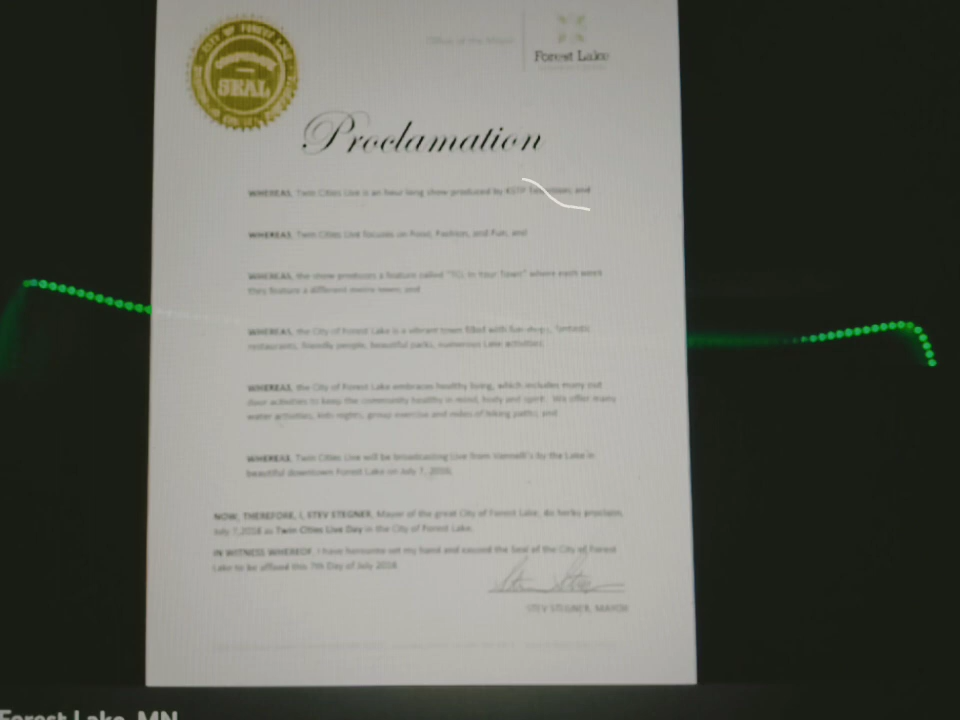 CITY OF FOREST LAKE
SEAL
Office of the Mayor
Forest Lake
Proclamation
WHEREAS, Twin Cities Live is an hour long show produced by KSTP and
WHEREAS, Twin Cities Live focuses on Food, Fashion, and Fun, and
WHEREAS, the show produces a feature called "TCL in Your Town" where each week
they feature a different metro town; and
WHEREAS, the City of Forest Lake is a vibrant town filled with fun shops, fantastic
restaurants, friendly people, beautiful parks, numerous Lake activities.
WHEREAS, the City of Forest Lake embraces healthy living, which includes many out
door activities to keep the community healthy in mind, body and spirit. We offer many
water activities, kids nights, group exercise and miles of biking paths; and
WHEREAS, Twin Cities Live will be broadcasting Live from Vannelli's by the Lake in
beautiful downtown Forest Lake on July 7,
NOW, THEREFORE, I, STEV STEGNER, Mayor of the great City of Forest Lake, do herby proclaim,
July 7, as Twin Cities Live Day in the City of Forest Lake.
IN WITNESS WHEREOF, I have hereunto set my hand and caused the Seal of the City of Forest
Lake to be affixed this 7th Day of July
STEV STEGNER, MAYOR
Forest Lake, MN